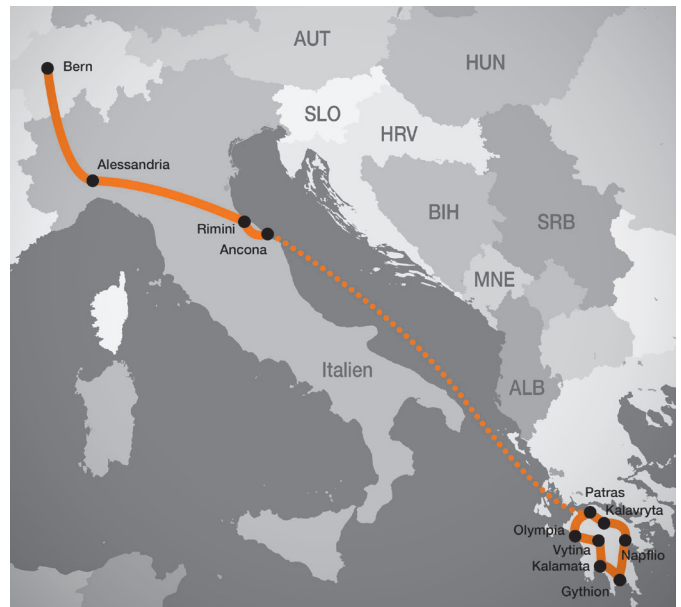 AUT
HUN
Bern
SLO
HRV
Alessandria
BIH
SRB
Rimini
Ancona
MNE
Italien
ALB
Patras
Kalavryta
Olympia
Vytina
Napflio
Kalamata
Gythion